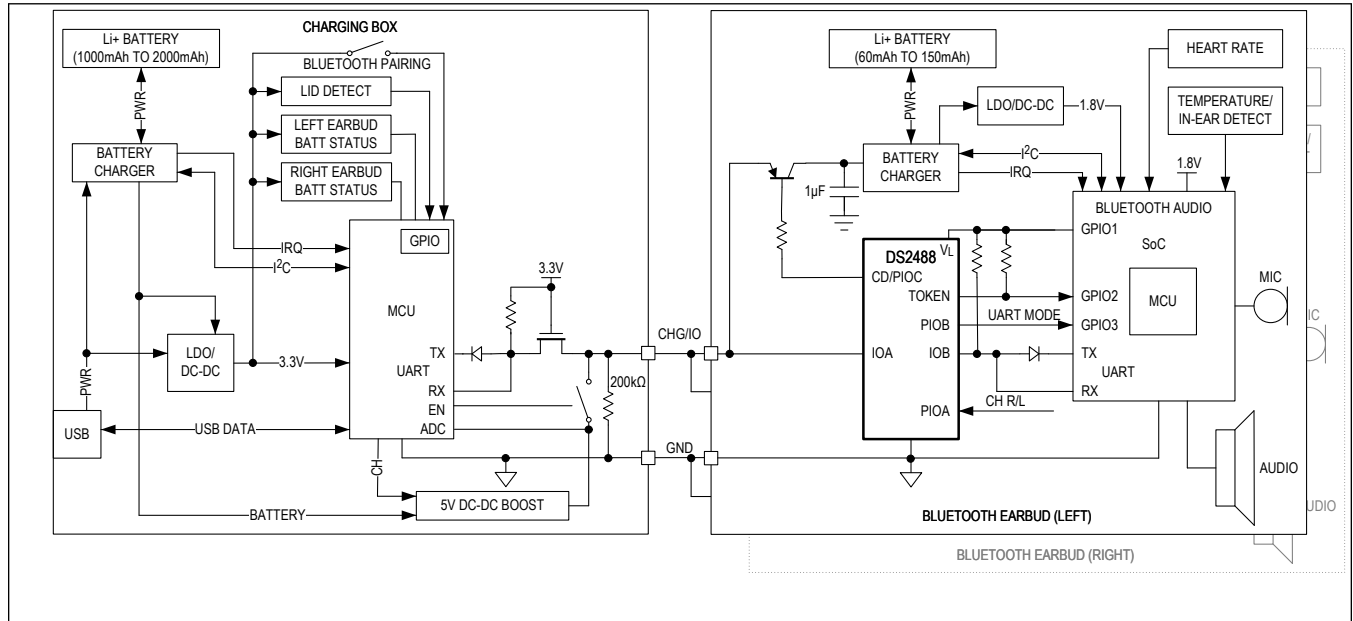 CHARGING BOX
Li+ BATTERY
(1000mAh TO 2000mAh)
BLUETOOTH PAIRING
LID DETECT
PWR
LEFT EARBUD
BATT STATUS
BATTERY
CHARGER
RIGHT EARBUD
BATT STATUS
GPIO
IRQ
I²C
MCU
3.3V
LDO/
DC-DC
3.3V
TX
UART
RX
EN
ADC
200kΩ
PWR
USB
USB DATA
CH
5V DC-DC BOOST
BATTERY
CHG/IO
GND
Li+ BATTERY
(60mAh TO 150mAh)
HEART RATE
PWR
LDO/DC-DC
1.8V
TEMPERATURE/
IN-EAR DETECT
BATTERY
CHARGER
I²C
IRQ
1.8V
1µF
BLUETOOTH AUDIO
SoC
GPIO1
DS2488
VL
CD/PIOC
TOKEN
GPIO2
MCU
MIC
PIOB
UART MODE
GPIO3
IOA
IOB
TX
UART
RX
PIOA
CH R/L
AUDIO
BLUETOOTH EARBUD (LEFT)
/
IC
UDIO
BLUETOOTH EARBUD (RIGHT)